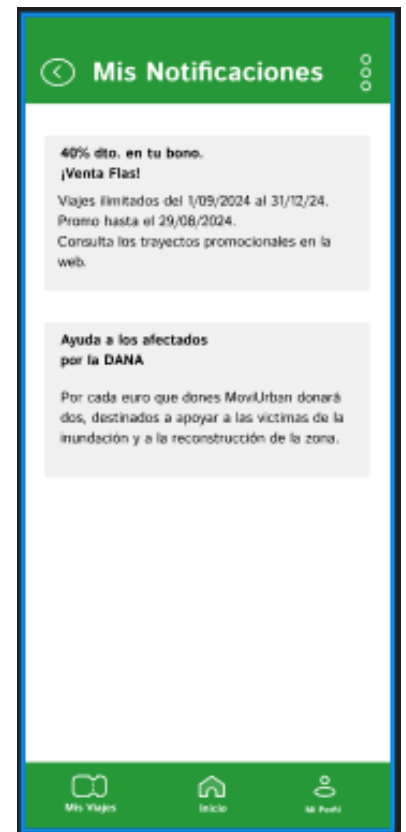 Mis Notificaciones
40% dto. en tu bono.
¡Venta Flas!
Viajes ilimitados del 1/09/2024 al 31/12/24.
Promo hasta el 29/08/2024.
Consulta los trayectos promocionales en la
web.
Ayuda a los afectados
por la DANA
Por cada euro que dones MoviUrban donará
dos, destinados a apoyar a las victimas de la
inundación y a la reconstrucción de la zona.
Mis Viajes
Inicio
Mi Perfil